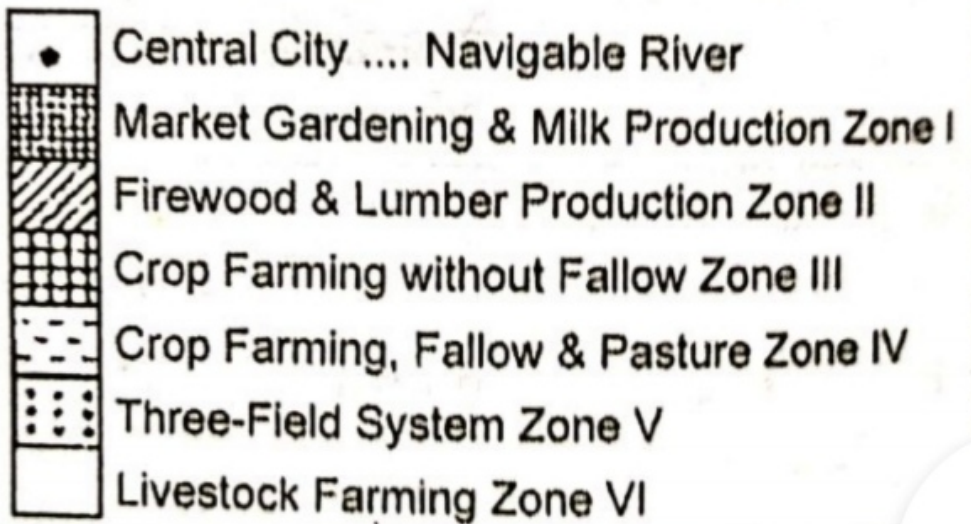 Central City .... Navigable River
Market Gardening & Milk Production Zone I
Firewood & Lumber Production Zone II
Crop Farming without Fallow Zone III
Crop Farming, Fallow & Pasture Zone IV
Three-Field System Zone V
Livestock Farming Zone VI